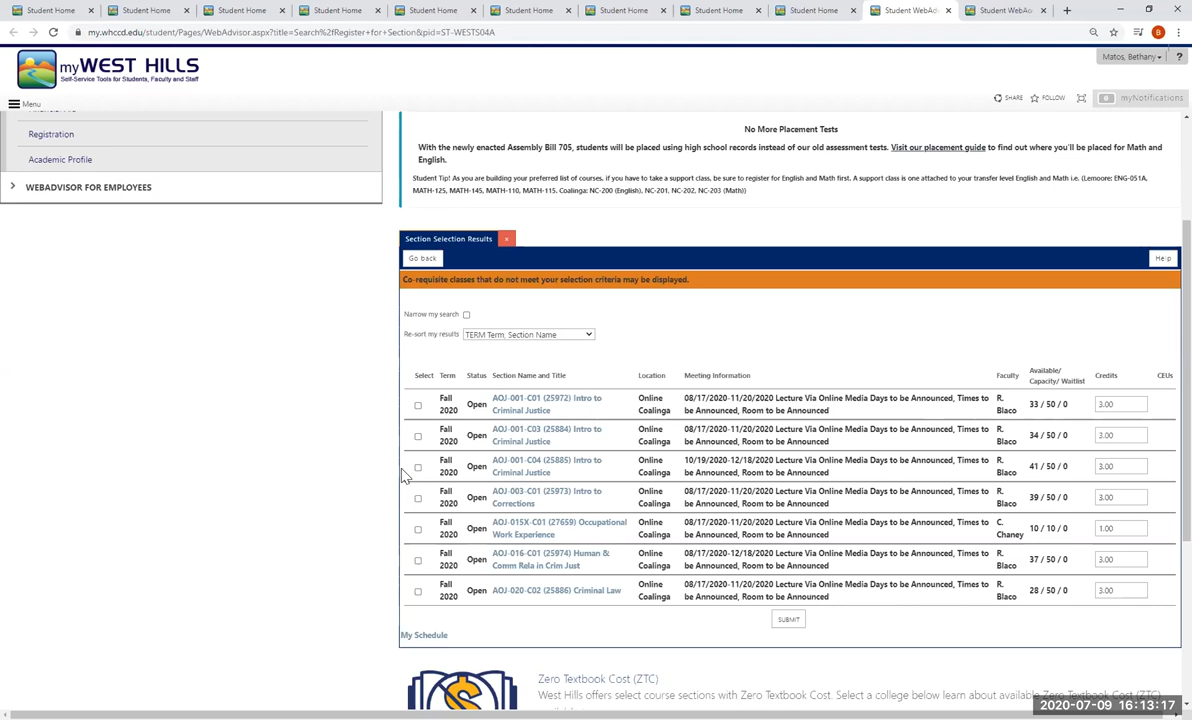 Student Home Student Home Student Home Student Home Student Home Student Home Student Home Student Home Student Home Student WebAdv Student WebAdv
my.whccd.edu/student/Pages/WebAdvisor.aspx?title=Search%2fRegister+for+Section&pid=ST-WESTS04A
B
myWEST HILLS
Self-Service Tools for Students, Faculty and Staff
Matos, Bethany ?
Menu
SHARE FOLLOW 0 myNotifications
Registration
Academic Profile
WEBADVISOR FOR EMPLOYEES
No More Placement Tests
With the newly enacted Assembly Bill 705, students will be placed using high school records instead of our old assessment tests. Visit our placement guide to find out where you'll be placed for Math and
English.
Student Tip! As you are building your preferred list of courses, if you have to take a support class, be sure to register for English and Math first. A support class is one attached to your transfer level English and Math i.e. (Lemoore: ENG-051A,
MATH-125, MATH-145, MATH-110, MATH-115. Coalinga: NC-200 (English), NC-201, NC-202, NC-203 (Math))
Section Selection Results x
Go back Help
Co-requisite classes that do not meet your selection criteria may be displayed.
Narrow my search
Re-sort my results TERM Term, Section Name
Select Term Status Section Name and Title Location Meeting Information Faculty Available/ Capacity/ Waitlist Credits CEUs
Fall 2020 Open AOJ-001-C01 (25972) Intro to Criminal Justice Online Coalinga 08/17/2020-11/20/2020 Lecture Via Online Media Days to be Announced, Times to be Announced, Room to be Announced R. Blaco 33 / 50 / 0 3.00
Fall 2020 Open AOJ-001-C03 (25884) Intro to Criminal Justice Online Coalinga 08/17/2020-11/20/2020 Lecture Via Online Media Days to be Announced, Times to be Announced, Room to be Announced R. Blaco 34 / 50 / 0 3.00
Fall 2020 Open AOJ-001-C04 (25885) Intro to Criminal Justice Online Coalinga 10/19/2020-12/18/2020 Lecture Via Online Media Days to be Announced, Times to be Announced, Room to be Announced R. Blaco 41 / 50 / 0 3.00
Fall 2020 Open AOJ-003-C01 (25973) Intro to Corrections Online Coalinga 08/17/2020-11/20/2020 Lecture Via Online Media Days to be Announced, Times to be Announced, Room to be Announced R. Blaco 39 / 50 / 0 3.00
Fall 2020 Open AOJ-015X-C01 (27659) Occupational Work Experience Online Coalinga 08/17/2020-11/20/2020 Lecture Via Online Media Days to be Announced, Times to be Announced, Room to be Announced C. Chaney 10 / 10 / 0 1.00
Fall 2020 Open AOJ-016-C01 (25974) Human & Comm Rela in Crim Just Online Coalinga 08/17/2020-12/18/2020 Lecture Via Online Media Days to be Announced, Times to be Announced, Room to be Announced R. Blaco 37 / 50 / 0 3.00
Fall 2020 Open AOJ-020-C02 (25886) Criminal Law Online Coalinga 08/17/2020-11/20/2020 Lecture Via Online Media Days to be Announced, Times to be Announced, Room to be Announced R. Blaco 28 / 50 / 0 3.00
SUBMIT
My Schedule
Zero Textbook Cost (ZTC)
West Hills offers select course sections with Zero Textbook Cost. Select a college below learn about available Zero Textbook Cost (ZTC)
2020-07-09 16:13:17